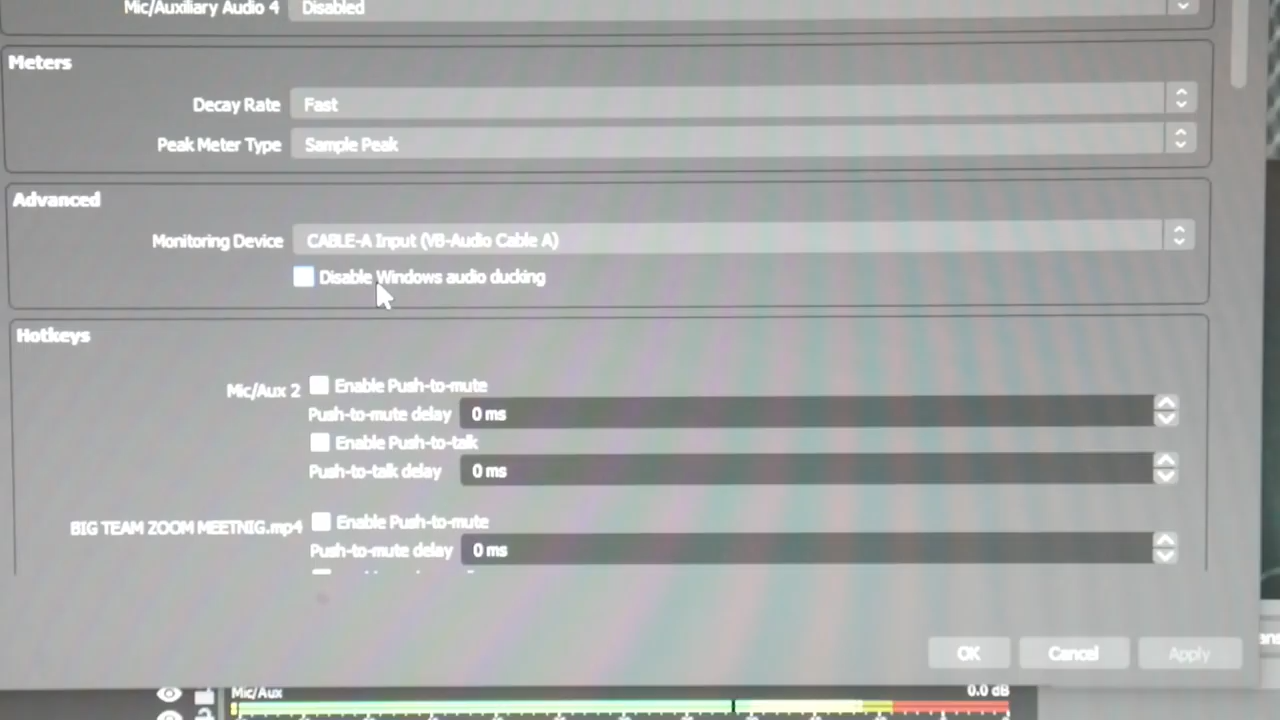 Mic/Auxiliary Audio 4 Disabled
Meters
Decay Rate Fast
Peak Meter Type Sample Peak
Advanced
Monitoring Device CABLE-A Input (VB-Audio Cable A)
Disable Windows audio ducking
Hotkeys
Mic/Aux 2 Enable Push-to-mute
Push-to-mute delay 0 ms
Enable Push-to-talk
Push-to-talk delay 0 ms
BIG TEAM ZOOM MEETNIG.mp4 Enable Push-to-mute
Push-to-mute delay 0 ms
OK Cancel Apply
Mic/Aux 0.0 dB